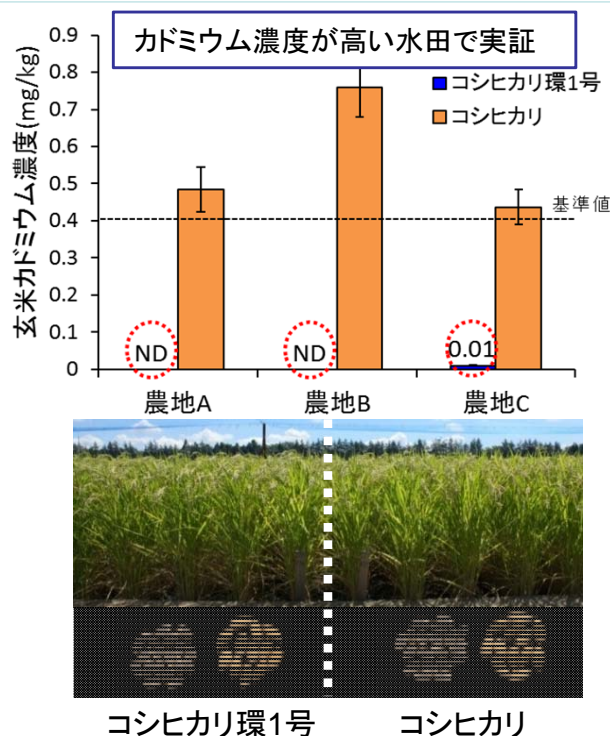 カドミウム濃度が高い水田で実証
玄米カドミウム濃度(mg/kg)
0.9
0.8
0.7
0.6
0.5
0.4
0.3
0.2
0.1
0
コシヒカリ環1号
コシヒカリ
基準値
ND
ND
0.01
農地A
農地B
農地C
コシヒカリ環1号
コシヒカリ